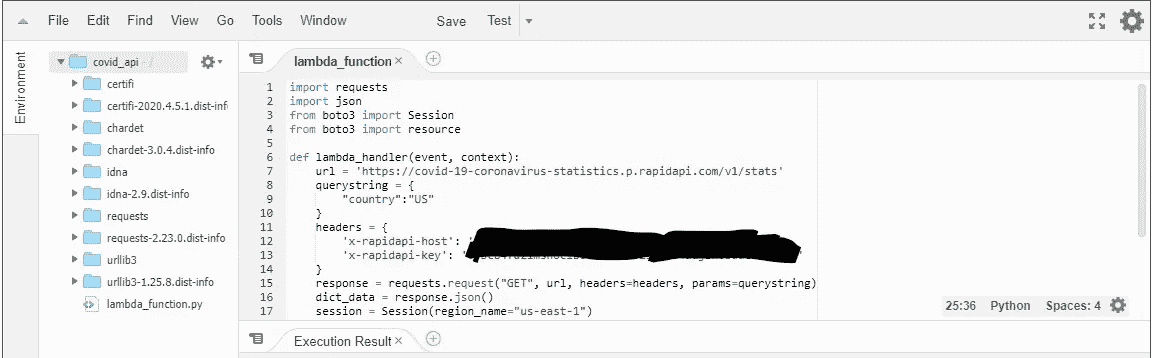 File Edit Find View Go Tools Window Save Test
Environment
covid_api /
certifi
certifi-2020.4.5.1.dist-inf
chardet
chardet-3.0.4.dist-info
idna
idna-2.9.dist-info
requests
requests-2.23.0.dist-info
urllib3
urllib3-1.25.8.dist-info
lambda_function.py
lambda_function ×
1 import requests
2 import json
3 from boto3 import Session
4 from boto3 import resource
5
6 def lambda_handler(event, context):
7 url = 'https://covid-19-coronavirus-statistics.p.rapidapi.com/v1/stats'
8 querystring = {
9 "country":"US"
10 }
11 headers = {
12 'x-rapidapi-host': '
13 'x-rapidapi-key': '
14 }
15 response = requests.request("GET", url, headers=headers, params=querystring)
16 dict_data = response.json()
17 session = Session(region_name="us-east-1")
25:36 Python Spaces: 4
Execution Result ×